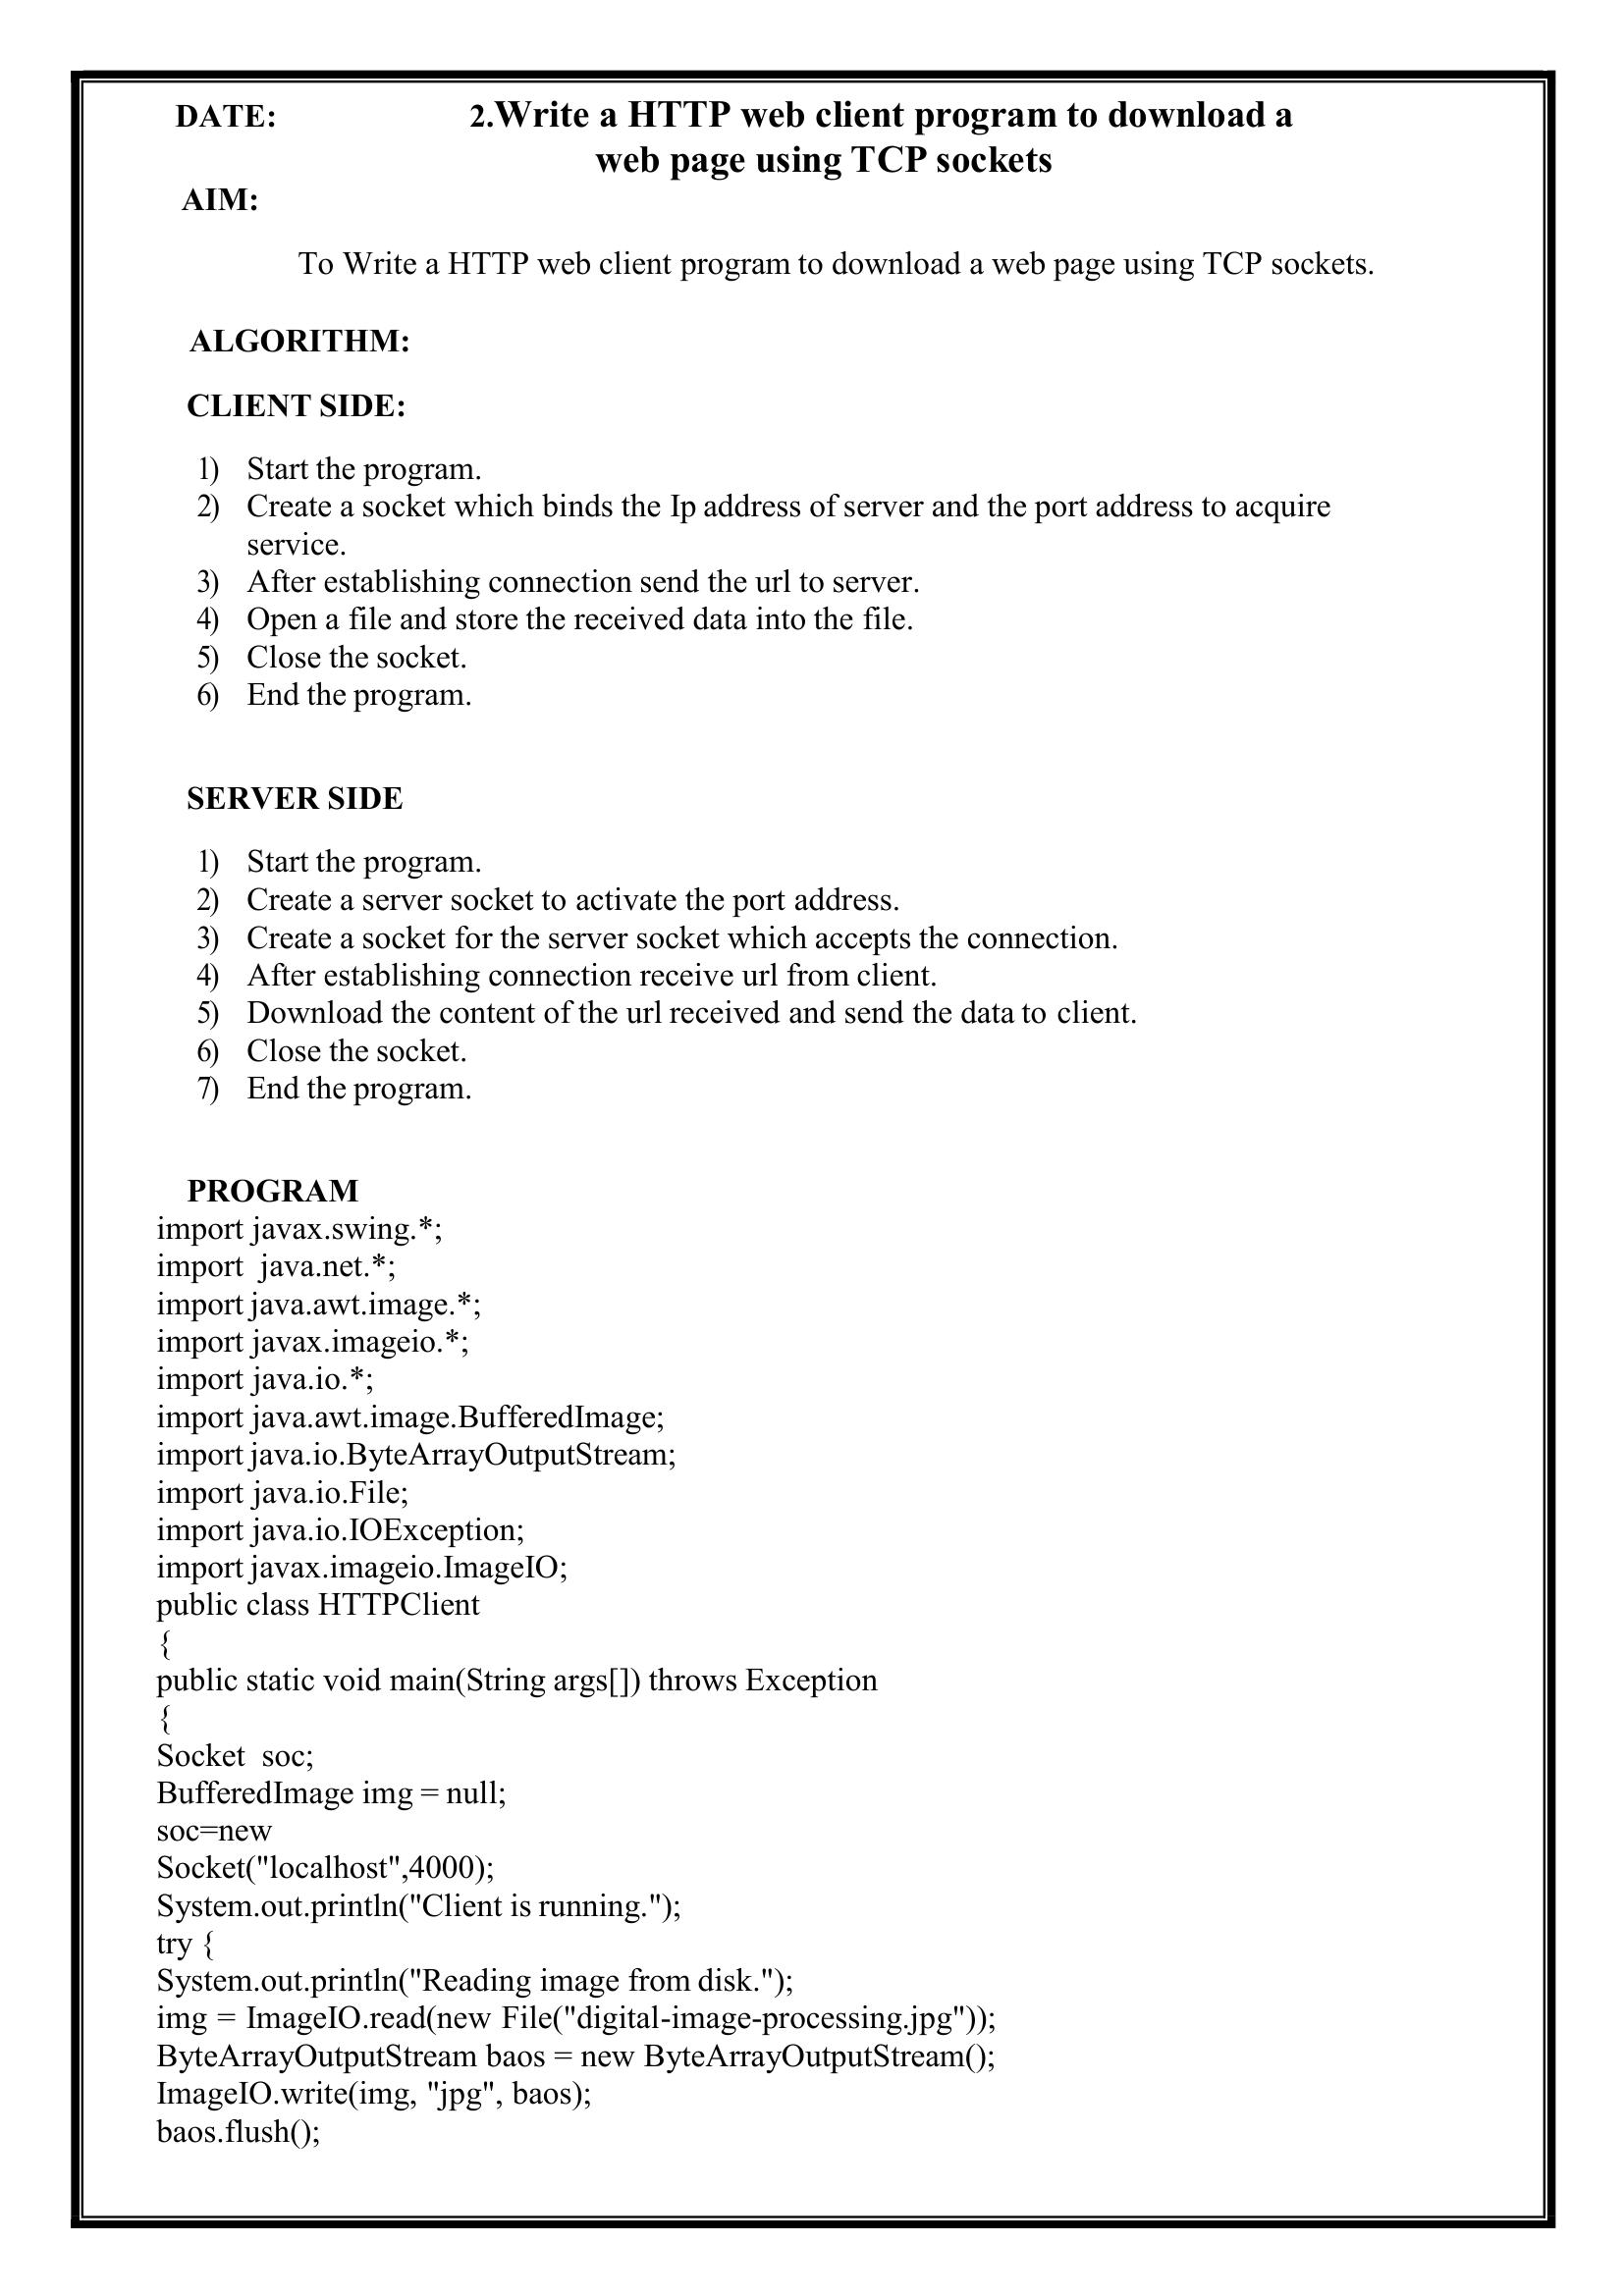 DATE: 2.Write a HTTP web client program to download a
web page using TCP sockets
AIM:
To Write a HTTP web client program to download a web page using TCP sockets.
ALGORITHM:
CLIENT SIDE:
1) Start the program.
2) Create a socket which binds the Ip address of server and the port address to acquire
service.
3) After establishing connection send the url to server.
4) Open a file and store the received data into the file.
5) Close the socket.
6) End the program.
SERVER SIDE
1) Start the program.
2) Create a server socket to activate the port address.
3) Create a socket for the server socket which accepts the connection.
4) After establishing connection receive url from client.
5) Download the content of the url received and send the data to client.
6) Close the socket.
7) End the program.
PROGRAM
import javax.swing.*;
import java.net.*;
import java.awt.image.*;
import javax.imageio.*;
import java.io.*;
import java.awt.image.BufferedImage;
import java.io.ByteArrayOutputStream;
import java.io.File;
import java.io.IOException;
import javax.imageio.ImageIO;
public class HTTPClient
{
public static void main(String args[]) throws Exception
{
Socket soc;
BufferedImage img = null;
soc=new
Socket("localhost",4000);
System.out.println("Client is running.");
try {
System.out.println("Reading image from disk.");
img = ImageIO.read(new File("digital-image-processing.jpg"));
ByteArrayOutputStream baos = new ByteArrayOutputStream();
ImageIO.write(img, "jpg", baos);
baos.flush();